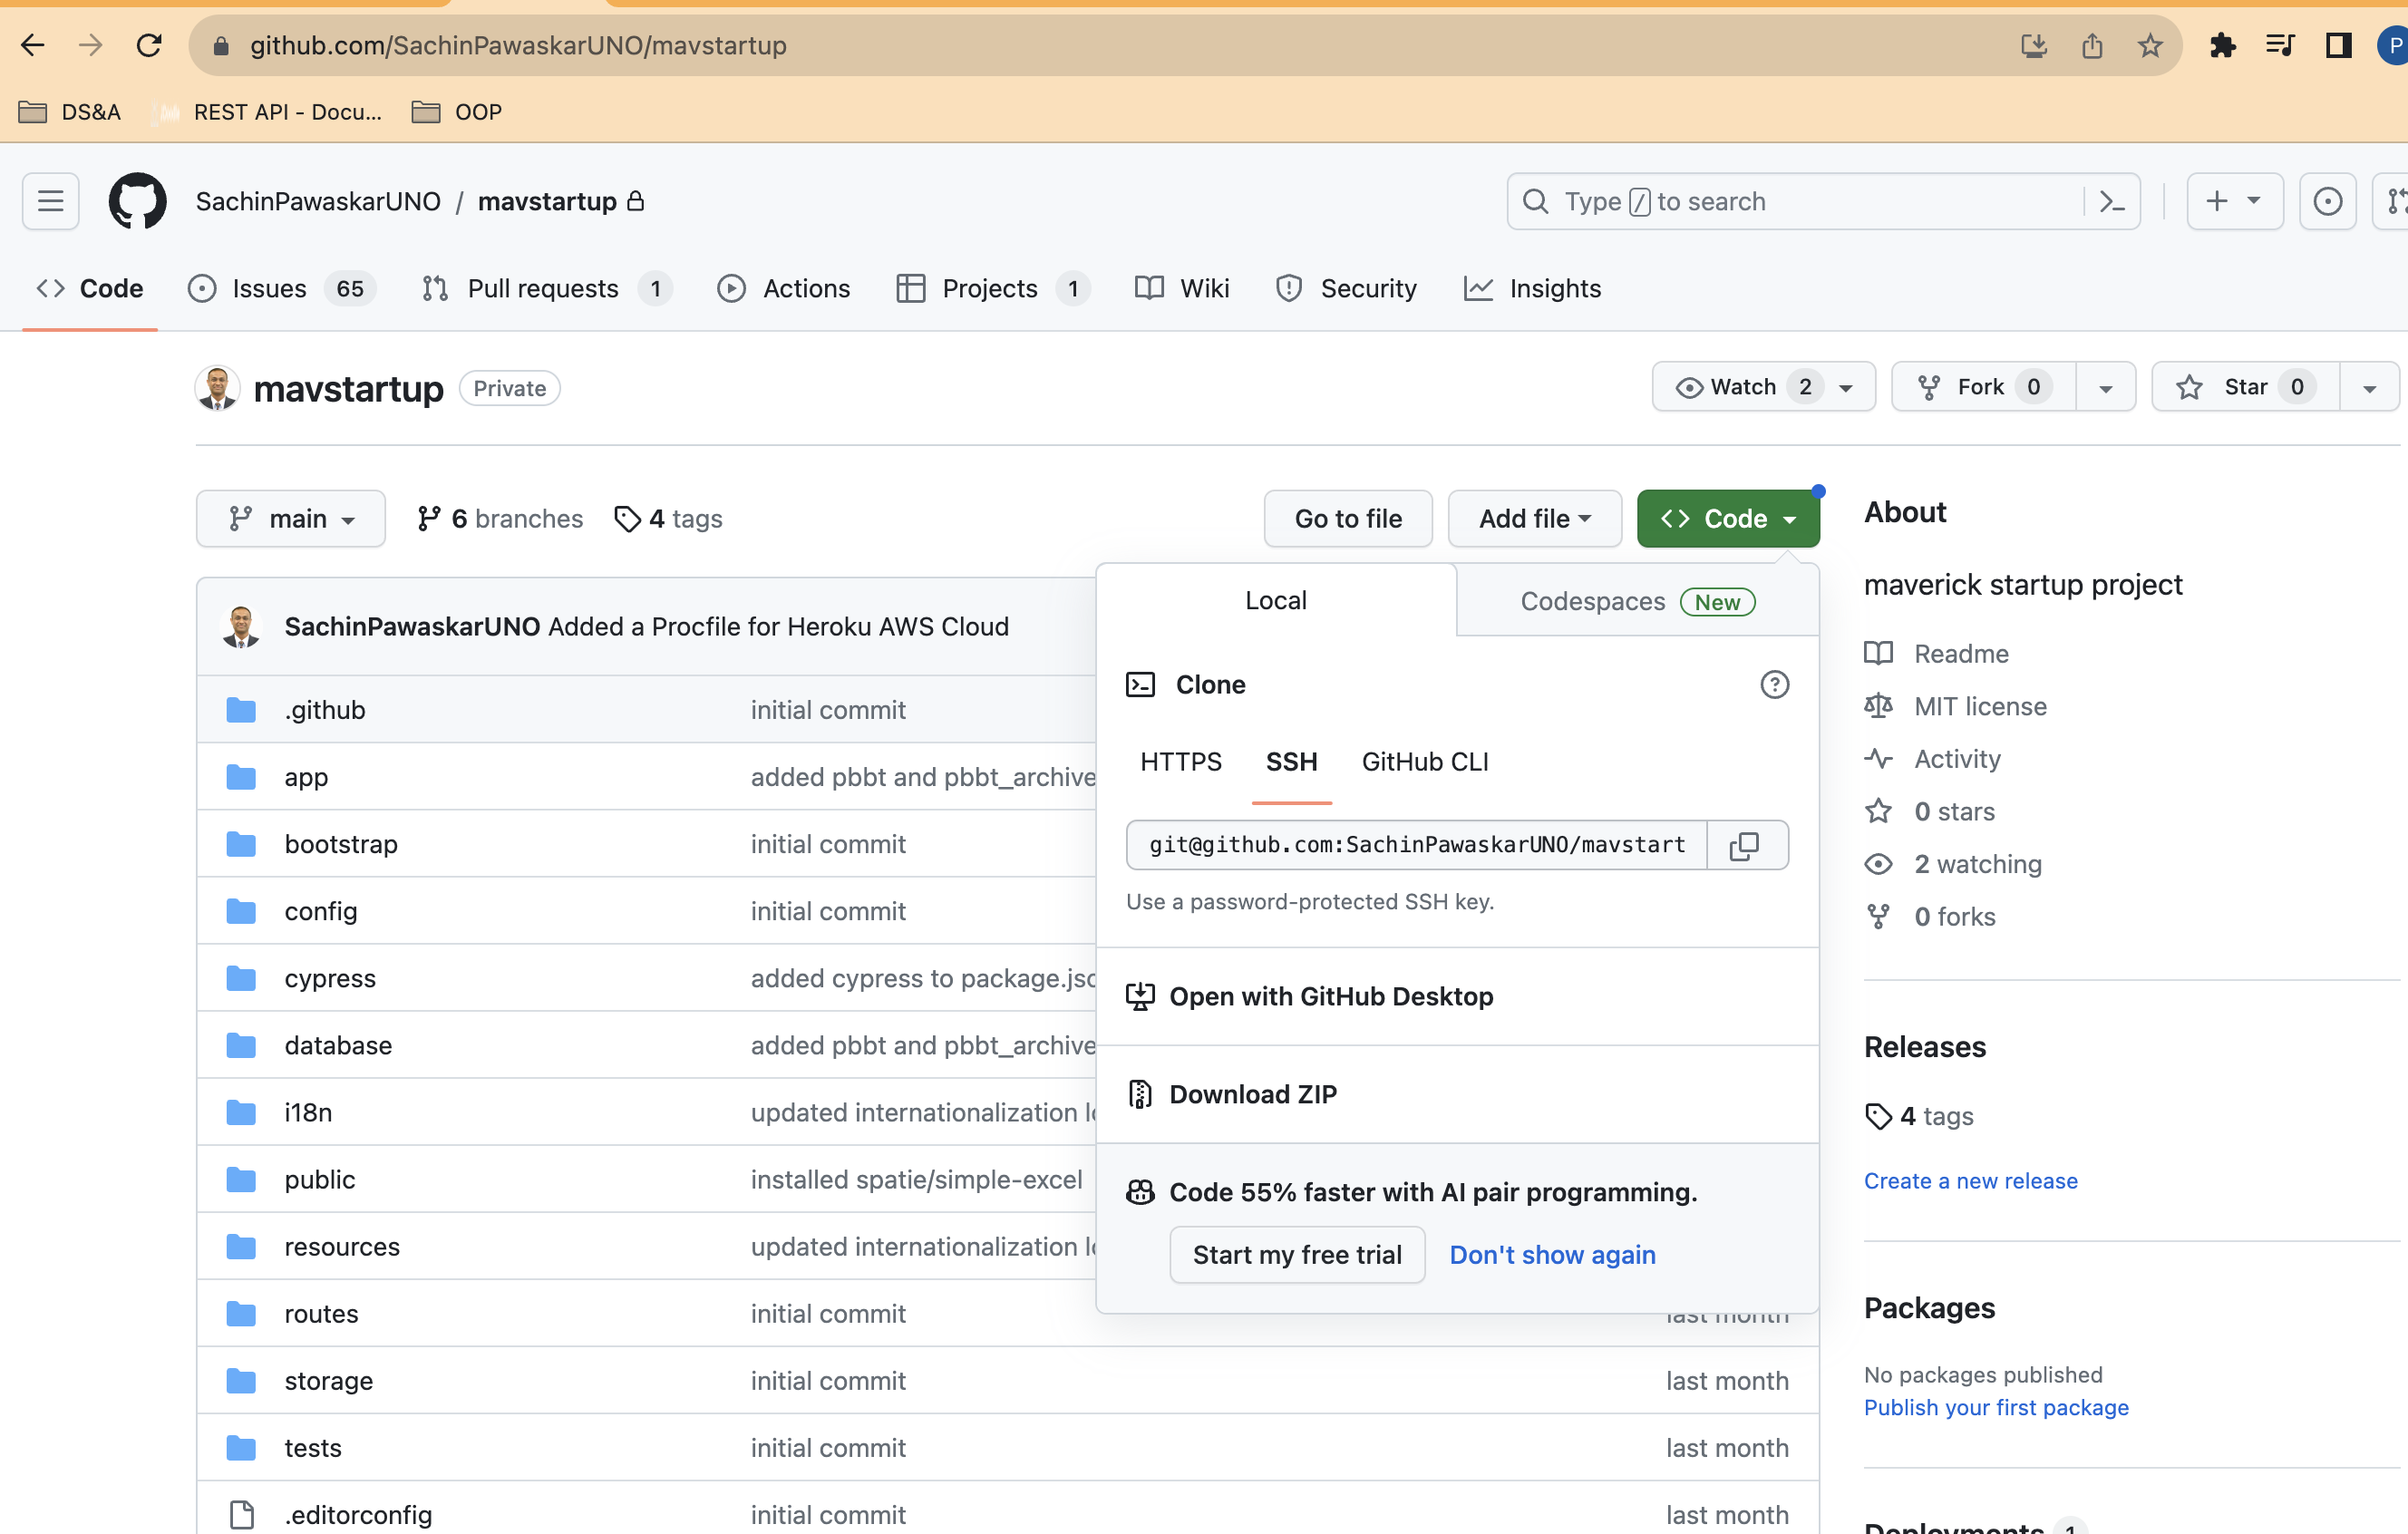 github.com/SachinPawaskarUNO/mavstartup
P
DS&A REST API - Docu... OOP
SachinPawaskarUNO / mavstartup
Type / to search
Code Issues 65 Pull requests 1 Actions Projects 1 Wiki Security Insights
mavstartup Private
Watch 2 Fork 0 Star 0
main 6 branches 4 tags
Go to file Add file Code
About
maverick startup project
Readme
MIT license
Activity
0 stars
2 watching
0 forks
Releases
4 tags
Create a new release
Packages
No packages published
Publish your first package
Deployments 1
SachinPawaskarUNO Added a Procfile for Heroku AWS Cloud
.github initial commit
app added pbbt and pbbt_archive
bootstrap initial commit
config initial commit
cypress added cypress to package.jsc
database added pbbt and pbbt_archive
i18n updated internationalization lo
public installed spatie/simple-excel
resources updated internationalization lo
routes initial commit last month
storage initial commit last month
tests initial commit last month
.editorconfig initial commit last month
Local Codespaces New
Clone
HTTPS SSH GitHub CLI
git@github.com:SachinPawaskarUNO/mavstart
Use a password-protected SSH key.
Open with GitHub Desktop
Download ZIP
Code 55% faster with AI pair programming.
Start my free trial Don't show again